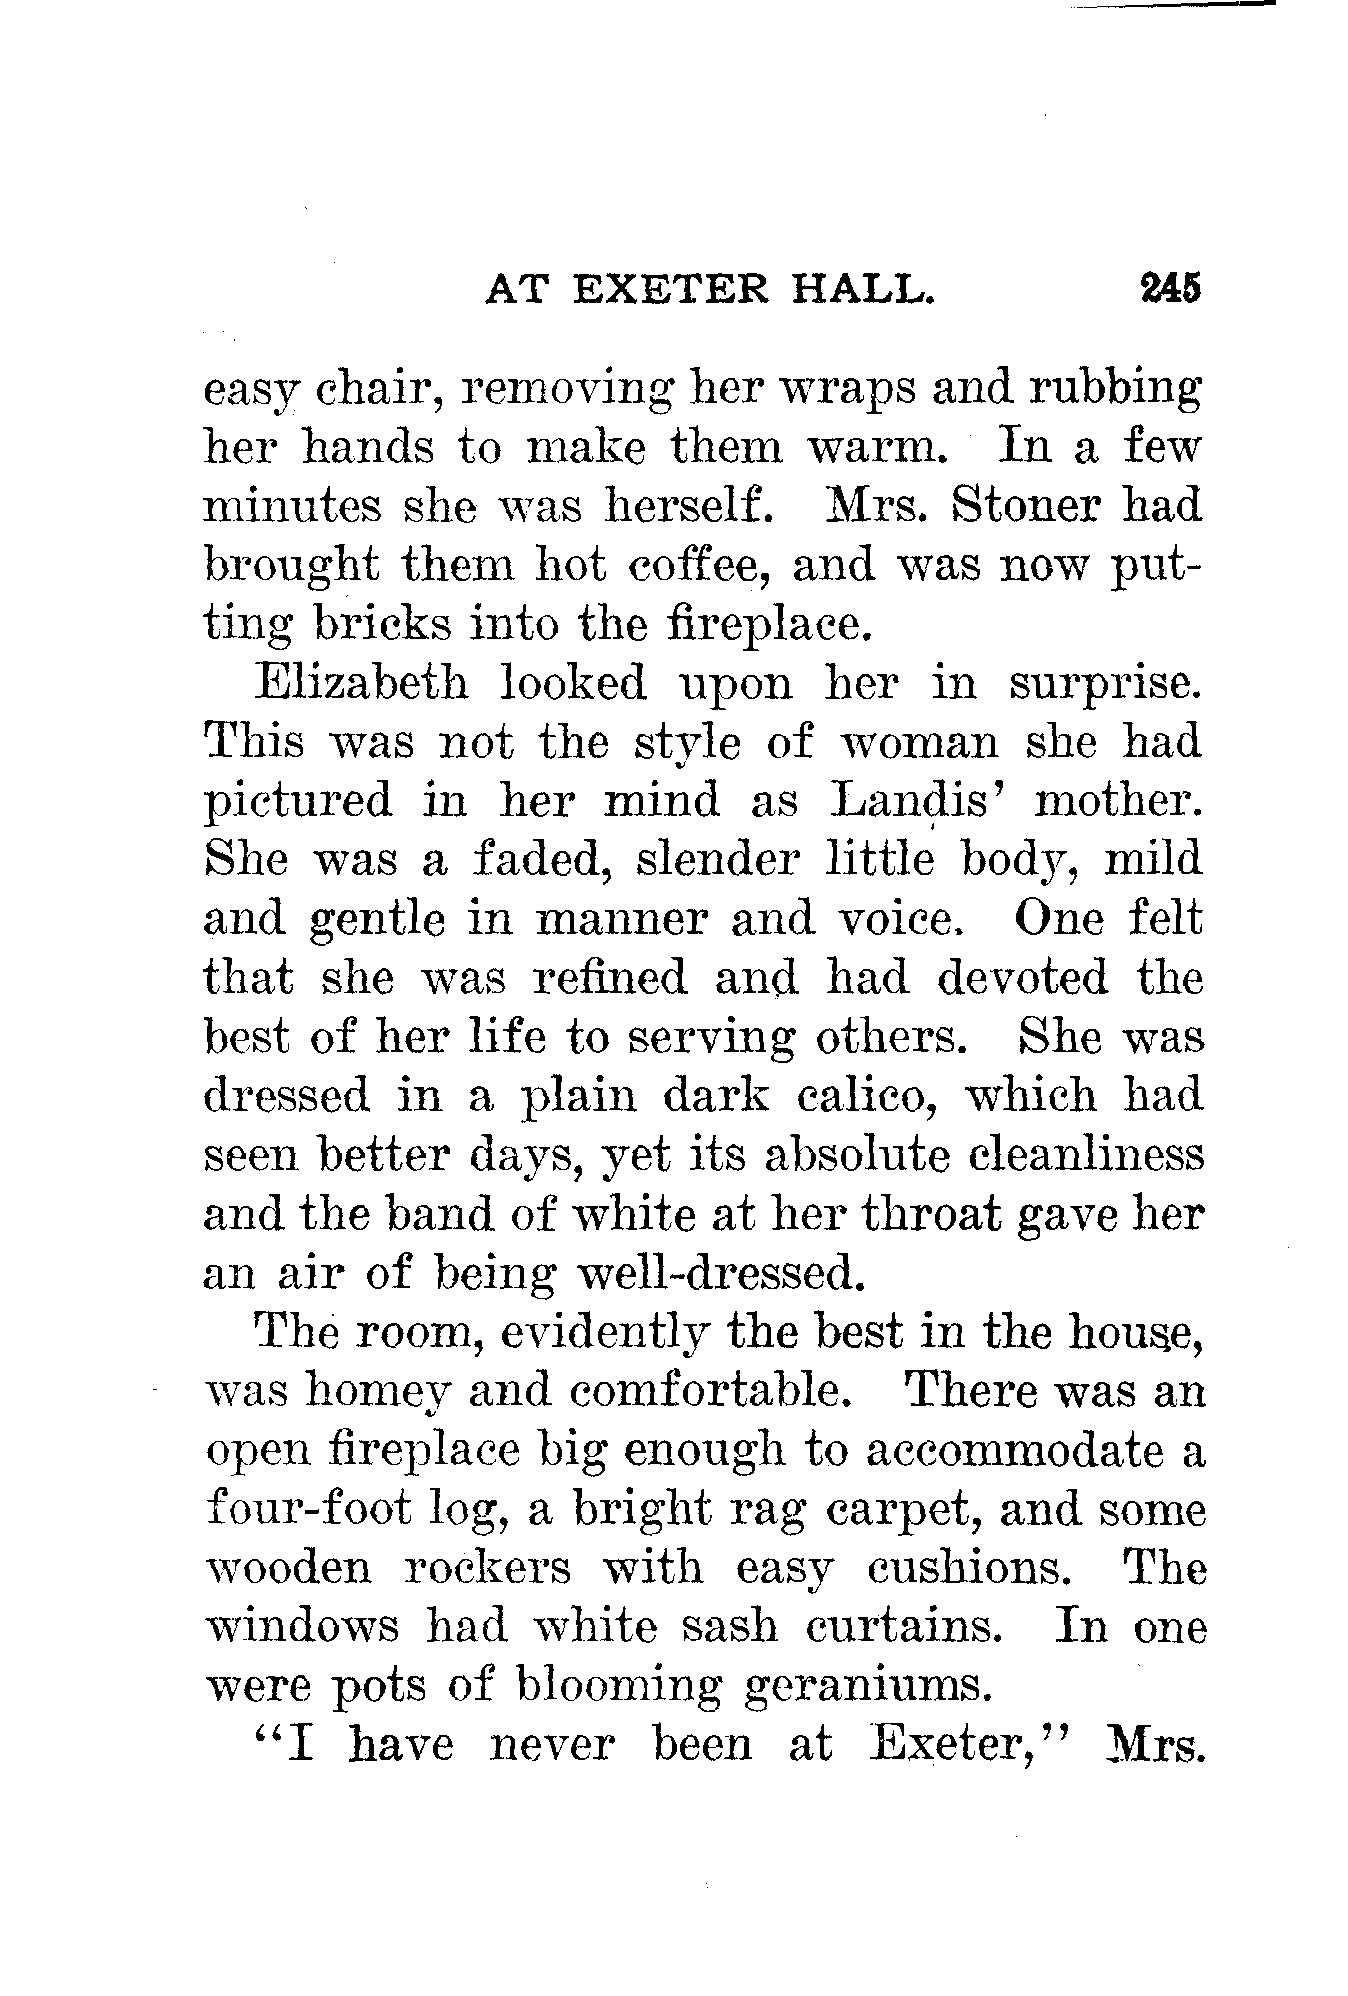 AT EXETER HALL. 245
easy chair, removing her wraps and rubbing
her hands to make them warm. In a few
minutes she was herself. Mrs. Stoner had
brought them hot coffee, and was now put-
ting bricks into the fireplace.
Elizabeth looked upon her in surprise.
This was not the style of woman she had
pictured in her mind as Landis' mother.
She was a faded, slender little body, mild
and gentle in manner and voice. One felt
that she was refined and had devoted the
best of her life to serving others. She was
dressed in a plain dark calico, which had
seen better days, yet its absolute cleanliness
and the band of white at her throat gave her
an air of being well-dressed.
The room, evidently the best in the house,
was homey and comfortable. There was an
open fireplace big enough to accommodate a
four-foot log, a bright rag carpet, and some
wooden rockers with easy cushions. The
windows had white sash curtains. In one
were pots of blooming geraniums.
"I have never been at Exeter," Mrs.